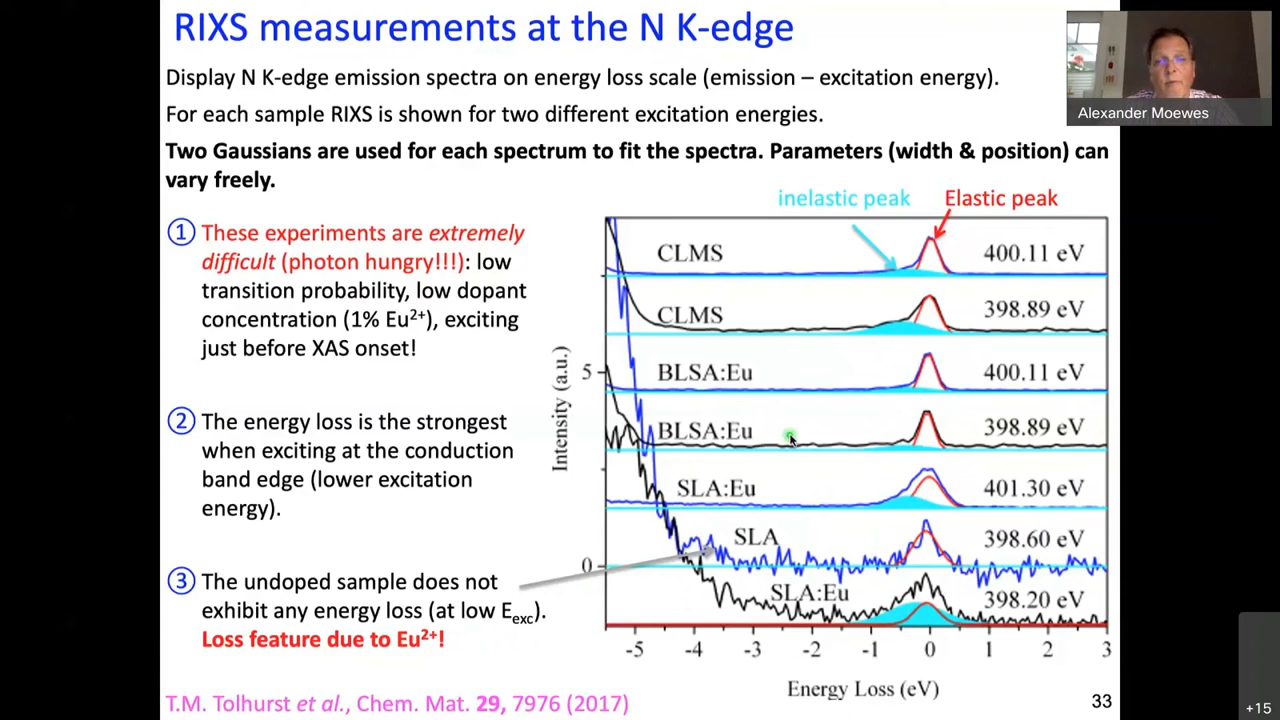 RIXS measurements at the N K-edge
Display N K-edge emission spectra on energy loss scale (emission – excitation energy).
For each sample RIXS is shown for two different excitation energies.
Two Gaussians are used for each spectrum to fit the spectra. Parameters (width & position) can
vary freely.
① These experiments are extremely
difficult (photon hungry!!!): low
transition probability, low dopant
concentration (1% Eu²⁺), exciting
just before XAS onset!
② The energy loss is the strongest
when exciting at the conduction
band edge (lower excitation
energy).
③ The undoped sample does not
exhibit any energy loss (at low Eexc).
Loss feature due to Eu²⁺!
T.M. Tolhurst et al., Chem. Mat. 29, 7976 (2017)
inelastic peak Elastic peak
CLMS 400.11 eV
CLMS 398.89 eV
BLSA:Eu 400.11 eV
BLSA:Eu 398.89 eV
SLA:Eu 401.30 eV
SLA 398.60 eV
SLA:Eu 398.20 eV
Intensity (a.u.)
5
0
-5 -4 -3 -2 -1 0 1 2 3
Energy Loss (eV)
33
Alexander Moewes
+15